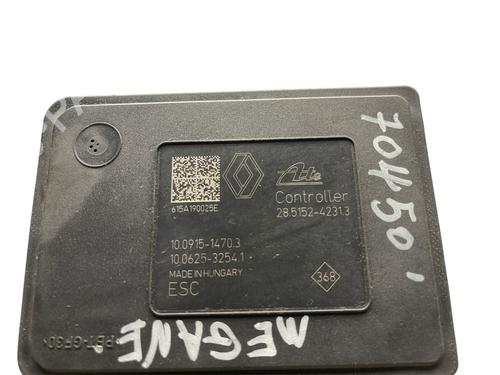 615A190025E
Ate
Controller
28.5152-4231.3
10.0915-1470.3
10.0625-3254.1
MADE IN HUNGARY
ESC
368
70450
MEGANE
>PBT-GF30<